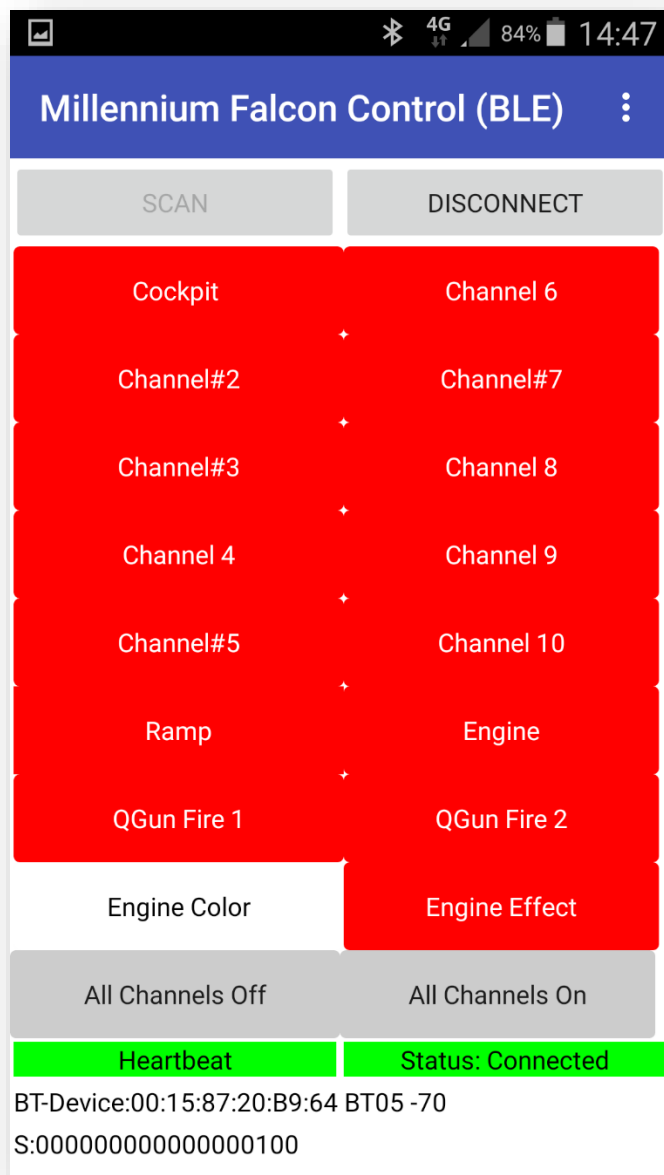 4G 84% 14:47
Millennium Falcon Control (BLE)
SCAN DISCONNECT
Cockpit Channel 6
Channel#2 Channel#7
Channel#3 Channel 8
Channel 4 Channel 9
Channel#5 Channel 10
Ramp Engine
QGun Fire 1 QGun Fire 2
Engine Color Engine Effect
All Channels Off All Channels On
Heartbeat Status: Connected
BT-Device:00:15:87:20:B9:64 BT05 -70
S:000000000000000100